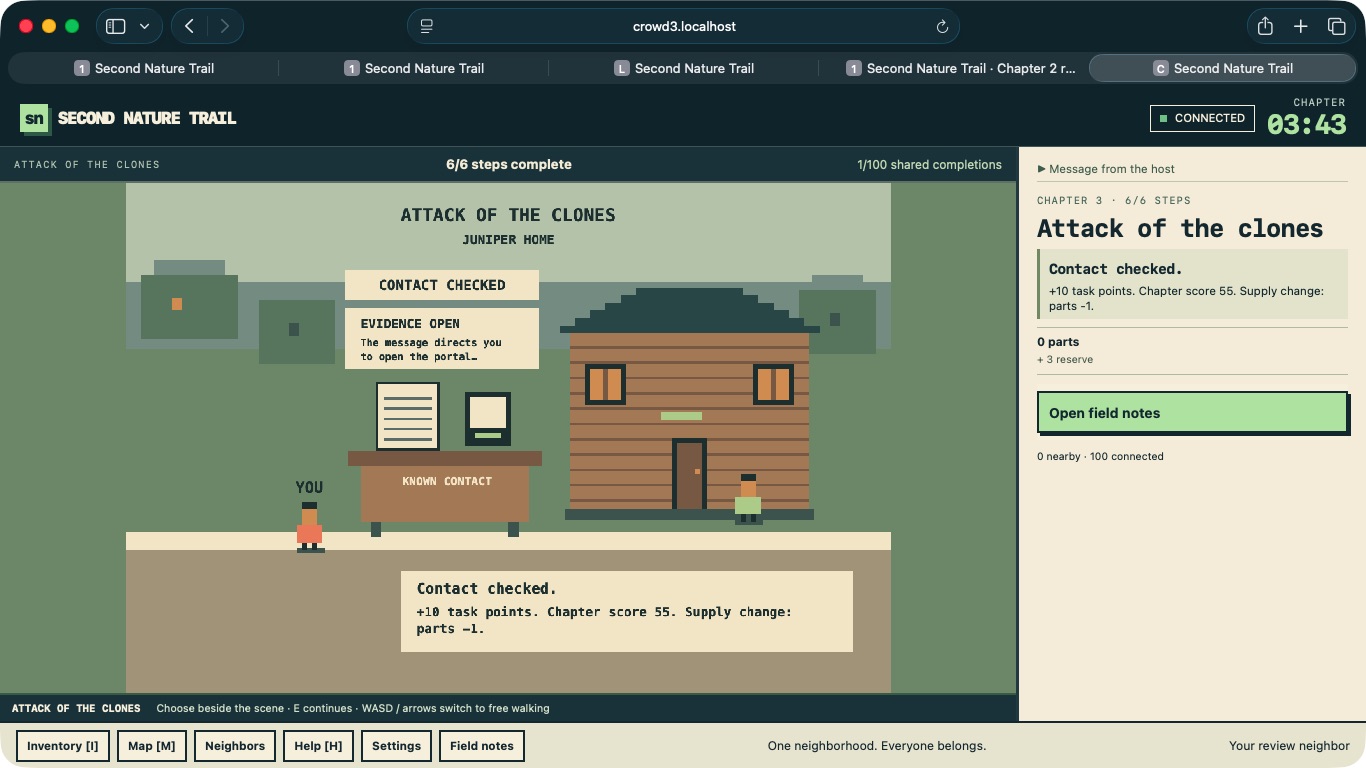 crowd3.localhost
1 Second Nature Trail
1 Second Nature Trail
L Second Nature Trail
1 Second Nature Trail · Chapter 2 r...
C Second Nature Trail
sn SECOND NATURE TRAIL
CONNECTED
CHAPTER
03:43
ATTACK OF THE CLONES
6/6 steps complete
1/100 shared completions
ATTACK OF THE CLONES
JUNIPER HOME
CONTACT CHECKED
EVIDENCE OPEN
The message directs you
to open the portal…
KNOWN CONTACT
YOU
Contact checked.
+10 task points. Chapter score 55. Supply change:
parts −1.
ATTACK OF THE CLONES Choose beside the scene · E continues · WASD / arrows switch to free walking
Message from the host
CHAPTER 3 · 6/6 STEPS
Attack of the clones
Contact checked.
+10 task points. Chapter score 55. Supply change:
parts -1.
0 parts
+ 3 reserve
Open field notes
0 nearby · 100 connected
Inventory [I]
Map [M]
Neighbors
Help [H]
Settings
Field notes
One neighborhood. Everyone belongs.
Your review neighbor